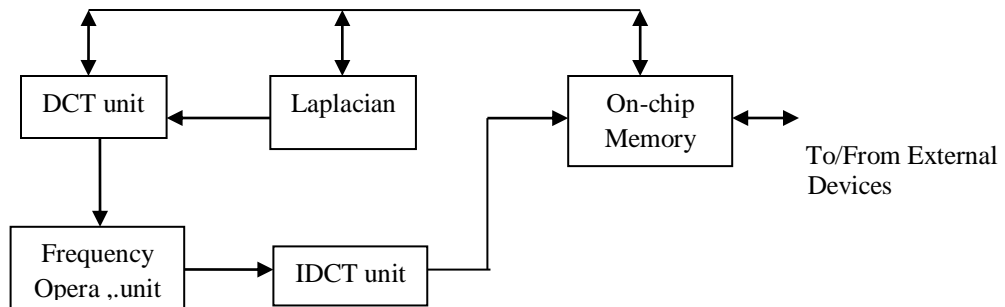 DCT unit
Laplacian
On-chip
Memory
To/From External
Devices
Frequency
Opera ,.unit
IDCT unit